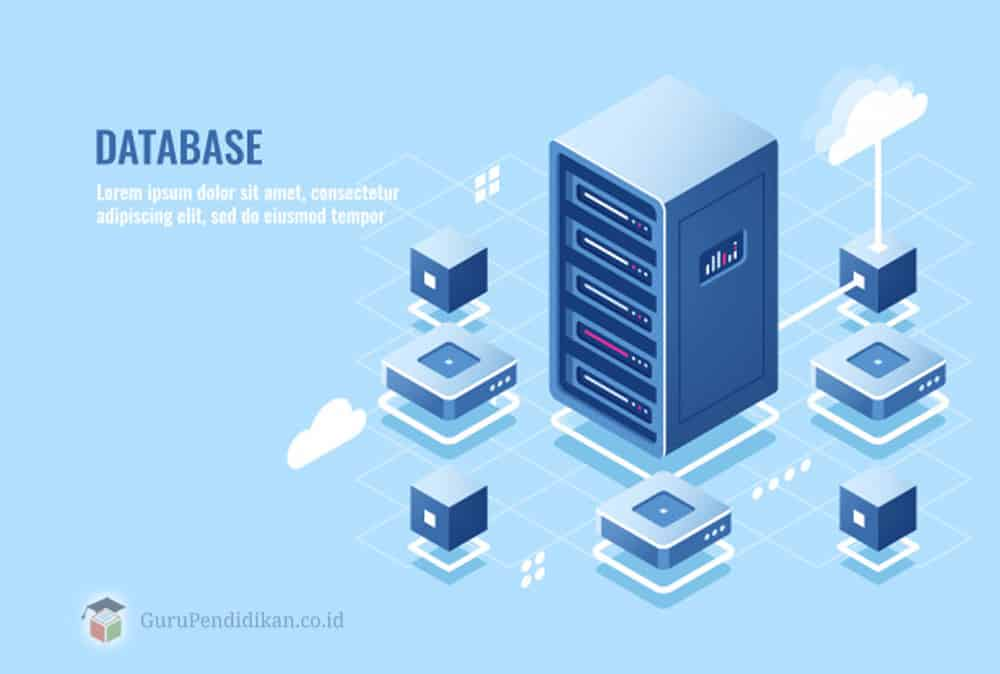 DATABASE
Lorem ipsum dolor sit amet, consectetur
adipiscing elit, sed do eiusmod tempor
GuruPendidikan.co.id